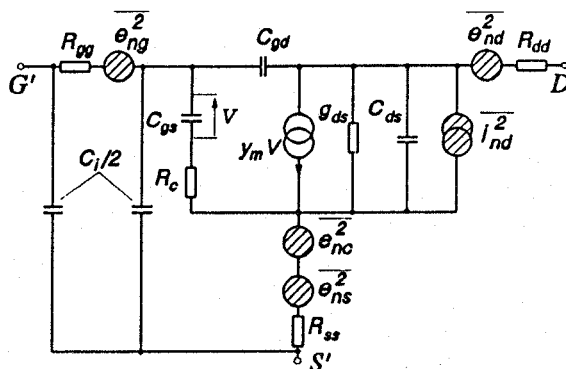 e_ng^2
e_nd^2
R_gg
C_gd
R_dd
G'
D
C_gs
V
g_ds
C_ds
i_nd^2
y_m V
C_i/2
R_c
e_nc^2
e_ns^2
R_ss
S'